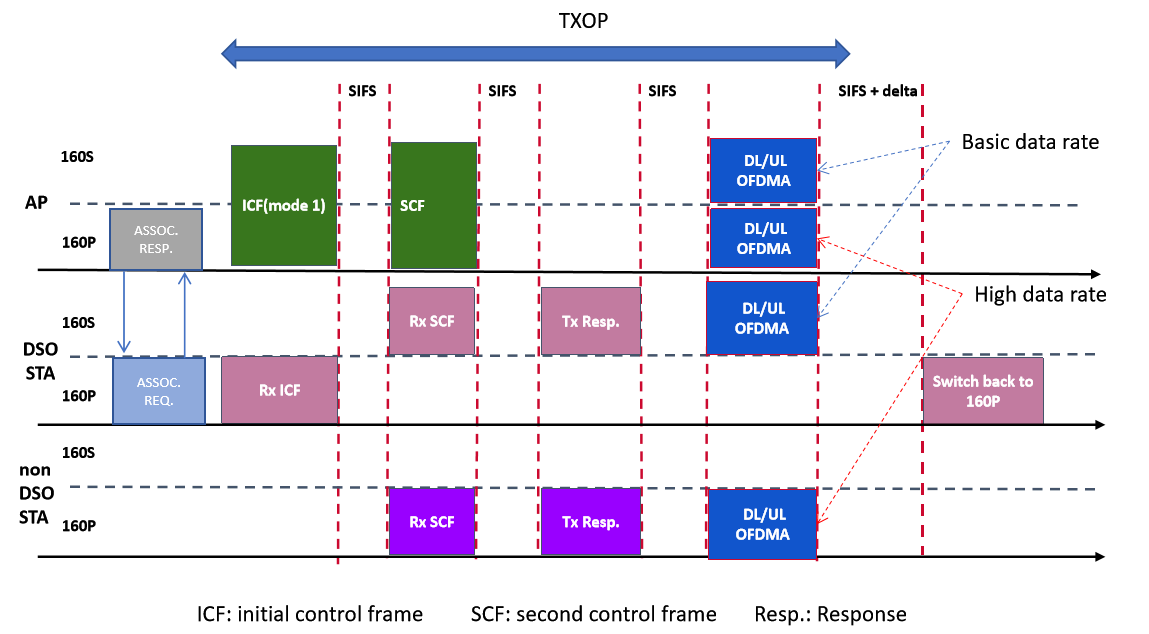 TXOP
SIFS
SIFS
SIFS
SIFS + delta
160S
AP
160P
ASSOC.
RESP.
ICF(mode 1)
SCF
DL/UL
OFDMA
DL/UL
OFDMA
Basic data rate
High data rate
160S
DSO
STA
160P
ASSOC.
REQ.
Rx ICF
Rx SCF
Tx Resp.
DL/UL
OFDMA
Switch back to
160P
160S
non
DSO
STA
160P
Rx SCF
Tx Resp.
DL/UL
OFDMA
ICF: initial control frame SCF: second control frame Resp.: Response